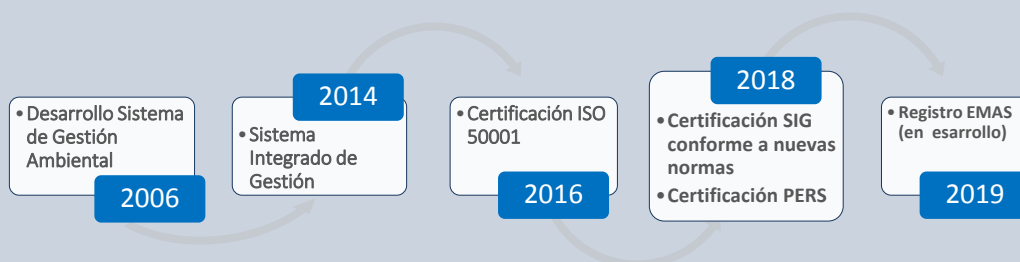 • Desarrollo Sistema
de Gestión
Ambiental
2006
2014
• Sistema
Integrado de
Gestión
• Certificación ISO
50001
2016
2018
• Certificación SIG
conforme a nuevas
normas
• Certificación PERS
• Registro EMAS
(en esarrollo)
2019